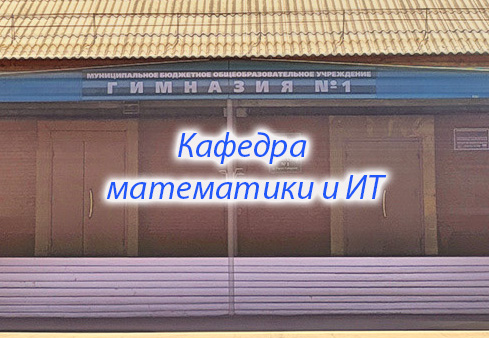 МУНИЦИПАЛЬНОЕ БЮДЖЕТНОЕ ОБЩЕОБРАЗОВАТЕЛЬНОЕ УЧРЕЖДЕНИЕ
ГИМНАЗИЯ №1
Кафедра
математики и ИТ